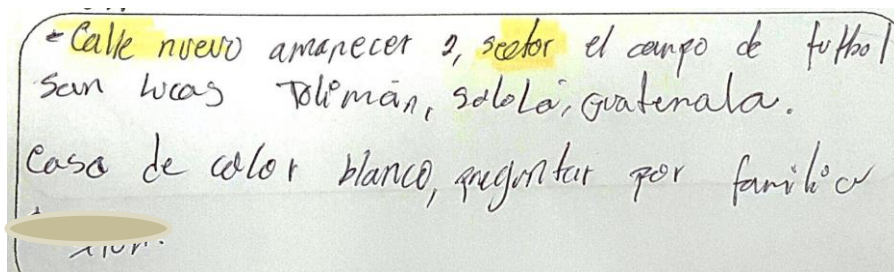 - Calle nuevo amanecer 2, sector el campo de futbol
San Lucas Tolimán, Sololá, Guatemala.
Casa de color blanco, preguntar por familia